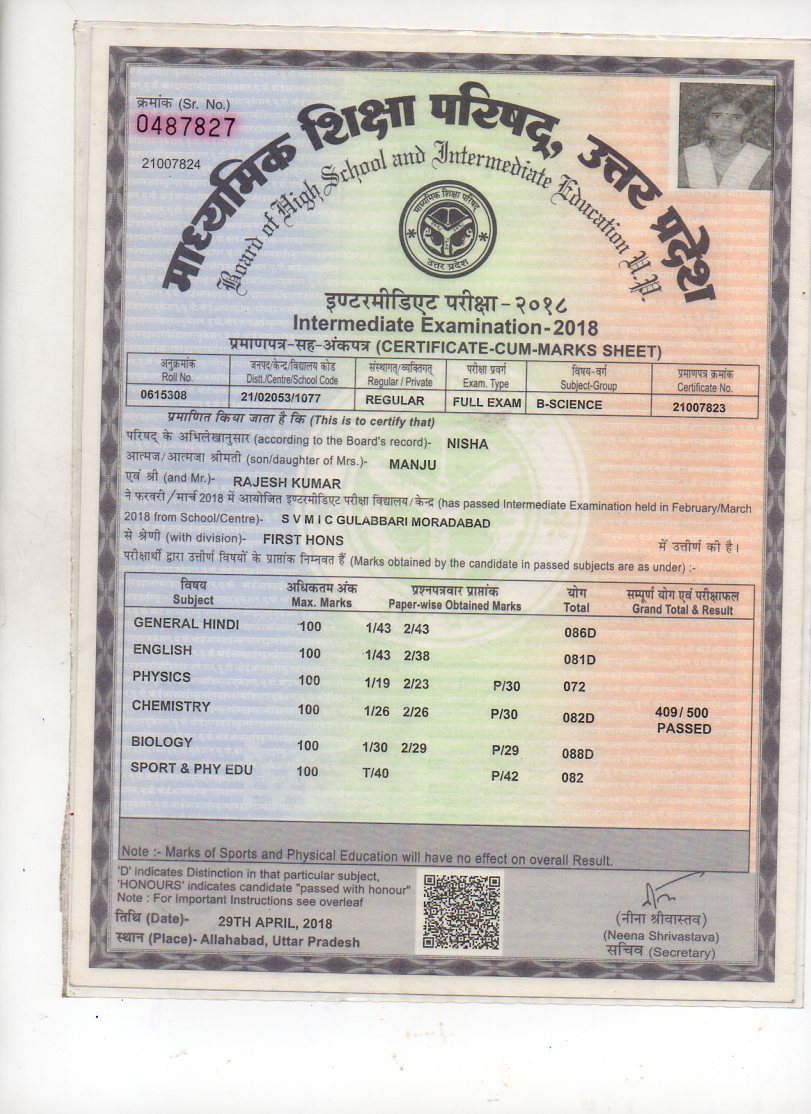 क्रमांक (Sr. No.)
0487827
21007824
माध्यमिक शिक्षा परिषद्, उत्तर प्रदेश
Board of High School and Intermediate Education U.P.
माध्यमिक शिक्षा परिषद्
उत्तर प्रदेश
इण्टरमीडिएट परीक्षा-२०१८
Intermediate Examination-2018
प्रमाणपत्र-सह-अंकपत्र (CERTIFICATE-CUM-MARKS SHEET)
अनुक्रमांक जनपद/केन्द्र/विद्यालय कोड संस्थागत/व्यक्तिगत् परीक्षा प्रवर्ग विषय-वर्ग प्रमाणपत्र क्रमांक
Roll No. Distt./Centre/School Code Regular / Private Exam. Type Subject-Group Certificate No.
0615308 21/02053/1077 REGULAR FULL EXAM B-SCIENCE 21007823
प्रमाणित किया जाता है कि (This is to certify that)
परिषद् के अभिलेखानुसार (according to the Board's record)- NISHA
आत्मज/आत्मजा श्रीमती (son/daughter of Mrs.)- MANJU
एवं श्री (and Mr.)- RAJESH KUMAR
ने फरवरी/मार्च 2018 में आयोजित इण्टरमीडिएट परीक्षा विद्यालय/केन्द्र (has passed Intermediate Examination held in February/March
2018 from School/Centre)- S V M I C GULABBARI MORADABAD
से श्रेणी (with division)- FIRST HONS में उत्तीर्ण की है।
परीक्षार्थी द्वारा उत्तीर्ण विषयों के प्राप्तांक निम्नवत हैं (Marks obtained by the candidate in passed subjects are as under) :-
विषय अधिकतम अंक प्रश्नपत्रवार प्राप्तांक योग सम्पूर्ण योग एवं परीक्षाफल
Subject Max. Marks Paper-wise Obtained Marks Total Grand Total & Result
GENERAL HINDI 100 1/43 2/43 086D
ENGLISH 100 1/43 2/38 081D
PHYSICS 100 1/19 2/23 P/30 072
CHEMISTRY 100 1/26 2/26 P/30 082D 409/500
PASSED
BIOLOGY 100 1/30 2/29 P/29 088D
SPORT & PHY EDU 100 T/40 P/42 082
Note :- Marks of Sports and Physical Education will have no effect on overall Result.
'D' indicates Distinction in that particular subject,
'HONOURS' indicates candidate "passed with honour"
Note : For Important Instructions see overleaf
तिथि (Date)- 29TH APRIL, 2018
स्थान (Place)- Allahabad, Uttar Pradesh
(नीना श्रीवास्तव)
(Neena Shrivastava)
सचिव (Secretary)